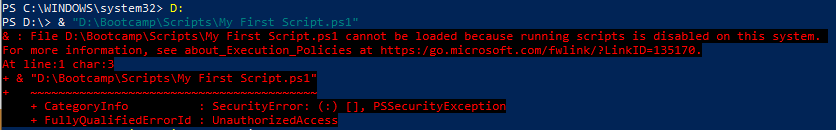 PS C:\WINDOWS\system32> D:
PS D:\> & "D:\Bootcamp\Scripts\My First Script.ps1"
& : File D:\Bootcamp\Scripts\My First Script.ps1 cannot be loaded because running scripts is disabled on this system.
For more information, see about_Execution_Policies at https:/go.microsoft.com/fwlink/?LinkID=135170.
At line:1 char:3
+ & "D:\Bootcamp\Scripts\My First Script.ps1"
+   ~~~~~~~~~~~~~~~~~~~~~~~~~~~~~~~~~~~~~~~~~
    + CategoryInfo          : SecurityError: (:) [], PSSecurityException
    + FullyQualifiedErrorId : UnauthorizedAccess